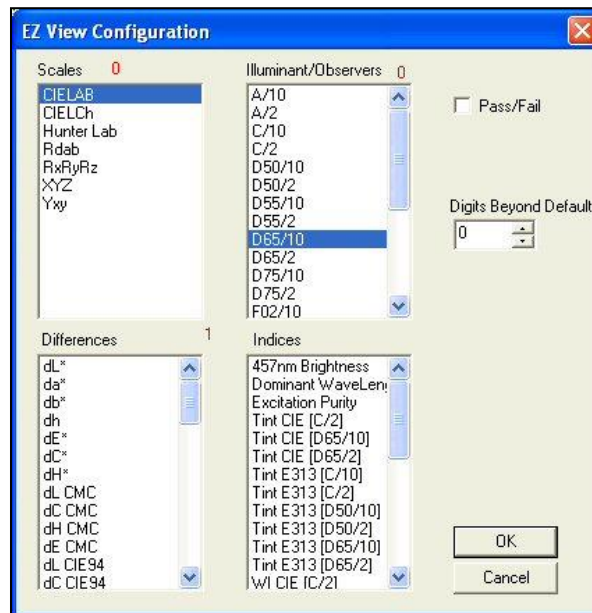 EZ View Configuration
Scales 0
CIELAB
CIELCh
Hunter Lab
Rdab
RxRyRz
XYZ
Yxy
Illuminant/Observers 0
A/10
A/2
C/10
C/2
D50/10
D50/2
D55/10
D55/2
D65/10
D65/2
D75/10
D75/2
F02/10
Pass/Fail
Digits Beyond Default
0
Differences 1
dL*
da*
db*
dh
dE*
dC*
dH*
dL CMC
dC CMC
dH CMC
dE CMC
dL CIE94
dC CIE94
Indices
457nm Brightness
Dominant WaveLeng
Excitation Purity
Tint CIE [C/2]
Tint CIE [D65/10]
Tint CIE [D65/2]
Tint E313 [C/10]
Tint E313 [C/2]
Tint E313 [D50/10]
Tint E313 [D50/2]
Tint E313 [D65/10]
Tint E313 [D65/2]
WI CIE [C/2]
OK
Cancel